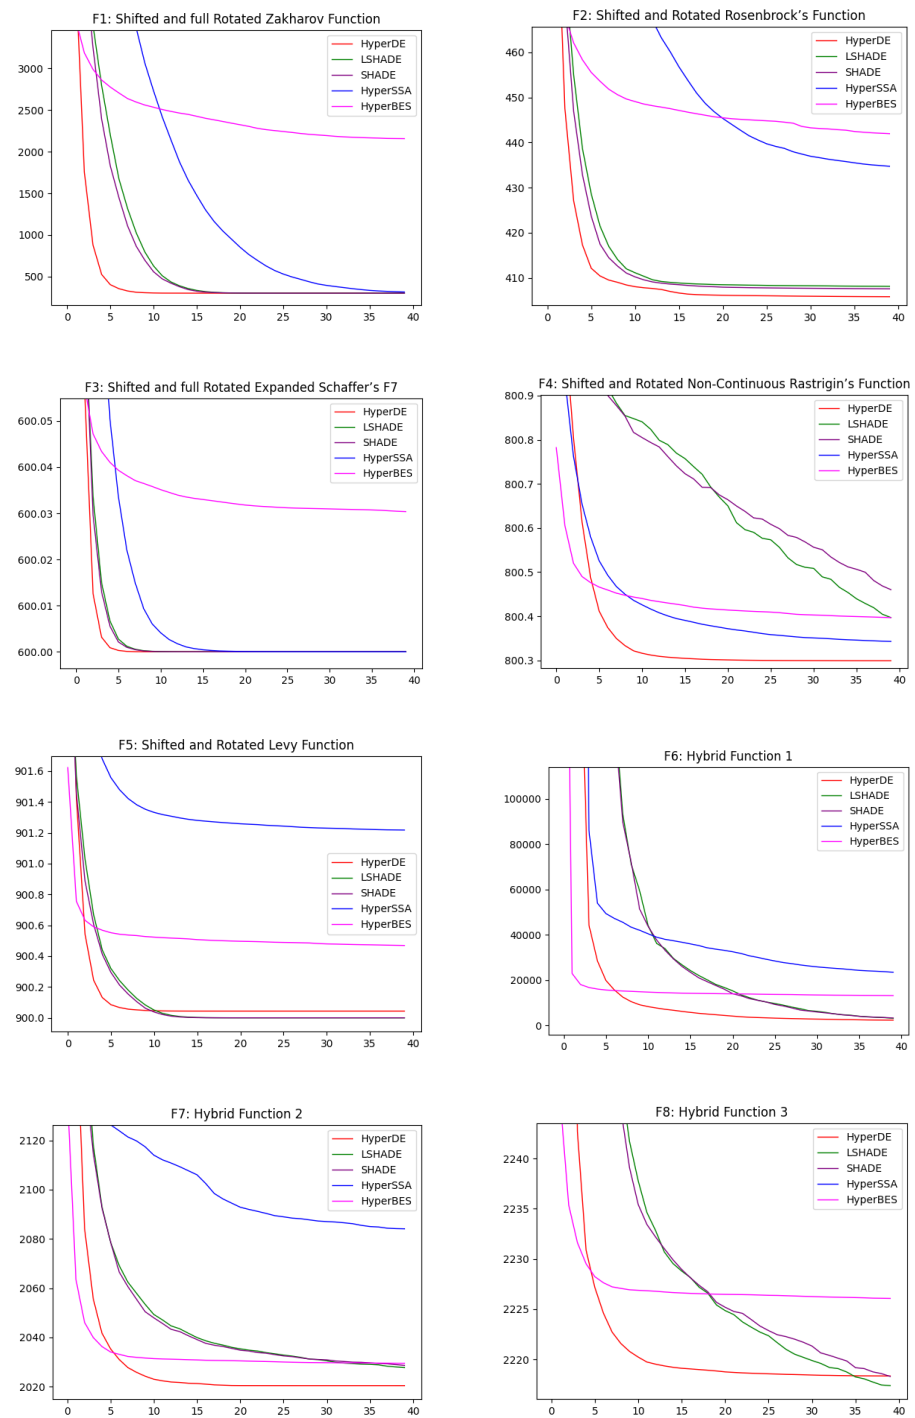 F1: Shifted and full Rotated Zakharov Function
3000
2500
2000
1500
1000
500
0 5 10 15 20 25 30 35 40
HyperDE
LSHADE
SHADE
HyperSSA
HyperBES
F2: Shifted and Rotated Rosenbrock's Function
460
450
440
430
420
410
0 5 10 15 20 25 30 35 40
HyperDE
LSHADE
SHADE
HyperSSA
HyperBES
F3: Shifted and full Rotated Expanded Schaffer's F7
600.05
600.04
600.03
600.02
600.01
600.00
0 5 10 15 20 25 30 35 40
HyperDE
LSHADE
SHADE
HyperSSA
HyperBES
F4: Shifted and Rotated Non-Continuous Rastrigin's Function
800.9
800.8
800.7
800.6
800.5
800.4
800.3
0 5 10 15 20 25 30 35 40
HyperDE
LSHADE
SHADE
HyperSSA
HyperBES
F5: Shifted and Rotated Levy Function
901.6
901.4
901.2
901.0
900.8
900.6
900.4
900.2
900.0
0 5 10 15 20 25 30 35 40
HyperDE
LSHADE
SHADE
HyperSSA
HyperBES
F6: Hybrid Function 1
100000
80000
60000
40000
20000
0
0 5 10 15 20 25 30 35 40
HyperDE
LSHADE
SHADE
HyperSSA
HyperBES
F7: Hybrid Function 2
2120
2100
2080
2060
2040
2020
0 5 10 15 20 25 30 35 40
HyperDE
LSHADE
SHADE
HyperSSA
HyperBES
F8: Hybrid Function 3
2240
2235
2230
2225
2220
0 5 10 15 20 25 30 35 40
HyperDE
LSHADE
SHADE
HyperSSA
HyperBES